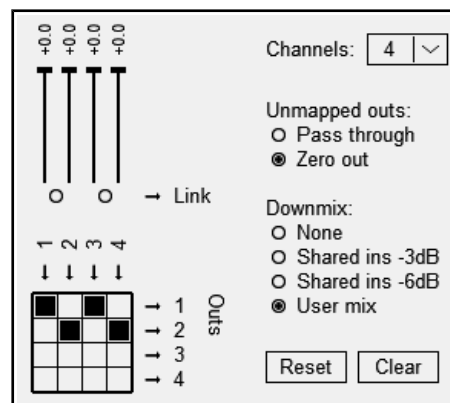 +0.0 +0.0 +0.0 +0.0
Channels: 4
Unmapped outs:
Pass through
Zero out
Link
Downmix:
None
Shared ins -3dB
Shared ins -6dB
User mix
1 2 3 4
1
2
3
4
Outs
Reset Clear